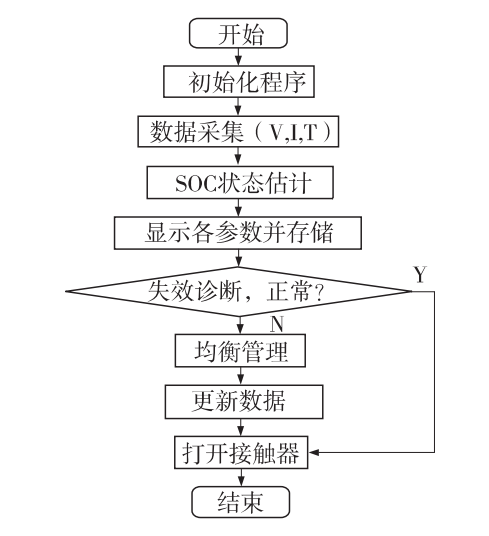 开始
初始化程序
数据采集（V,I,T）
SOC状态估计
显示各参数并存储
失效诊断，正常?
Y
N
均衡管理
更新数据
打开接触器
结束